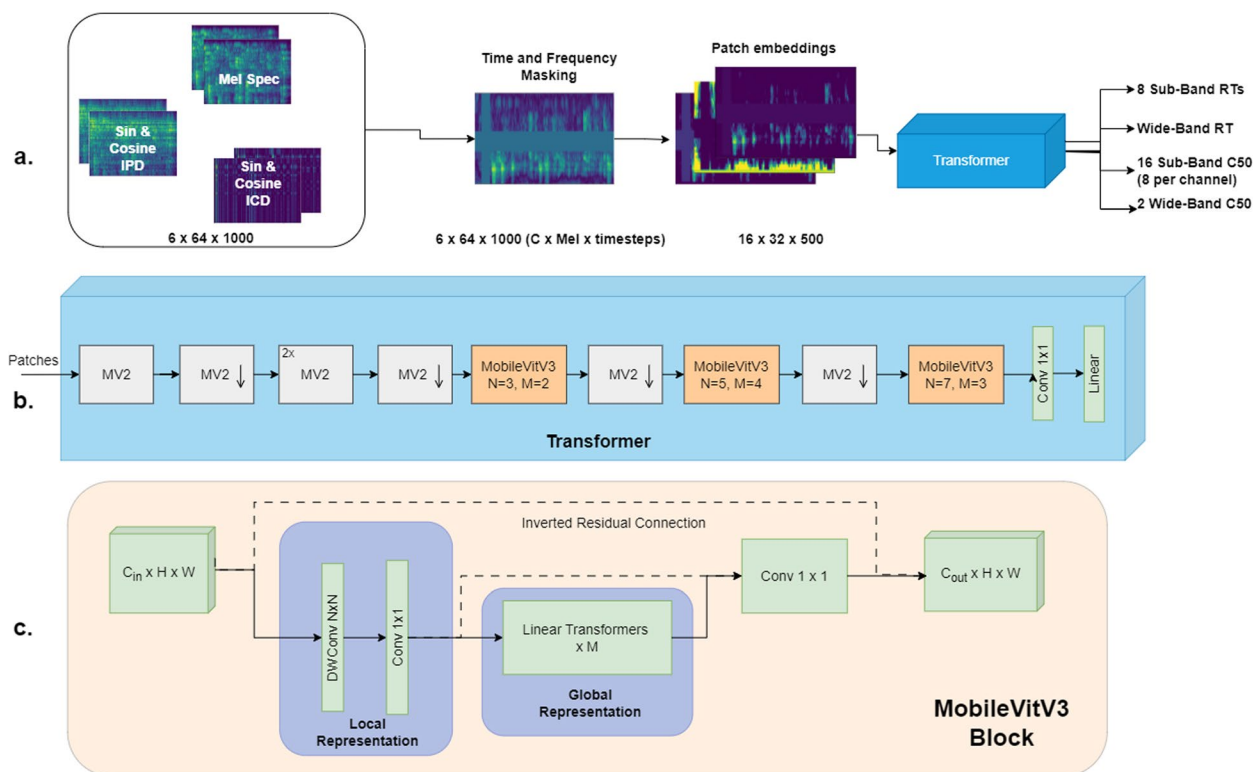 a.
Mel Spec
Sin &
Cosine
IPD
Sin &
Cosine
ICD
6 x 64 x 1000
Time and Frequency
Masking
6 x 64 x 1000 (C x Mel x timesteps)
Patch embeddings
16 x 32 x 500
Transformer
8 Sub-Band RTs
Wide-Band RT
16 Sub-Band C50
(8 per channel)
2 Wide-Band C50
b.
Patches
MV2
MV2
2x
MV2
MV2
MobileVitV3
N=3, M=2
MV2
MobileVitV3
N=5, M=4
MV2
MobileVitV3
N=7, M=3
Conv 1x1
Linear
Transformer
c.
Cin x H x W
Inverted Residual Connection
DWConv NxN
Conv 1x1
Local
Representation
Linear Transformers
x M
Global
Representation
Conv 1 x 1
Cout x H x W
MobileVitV3
Block